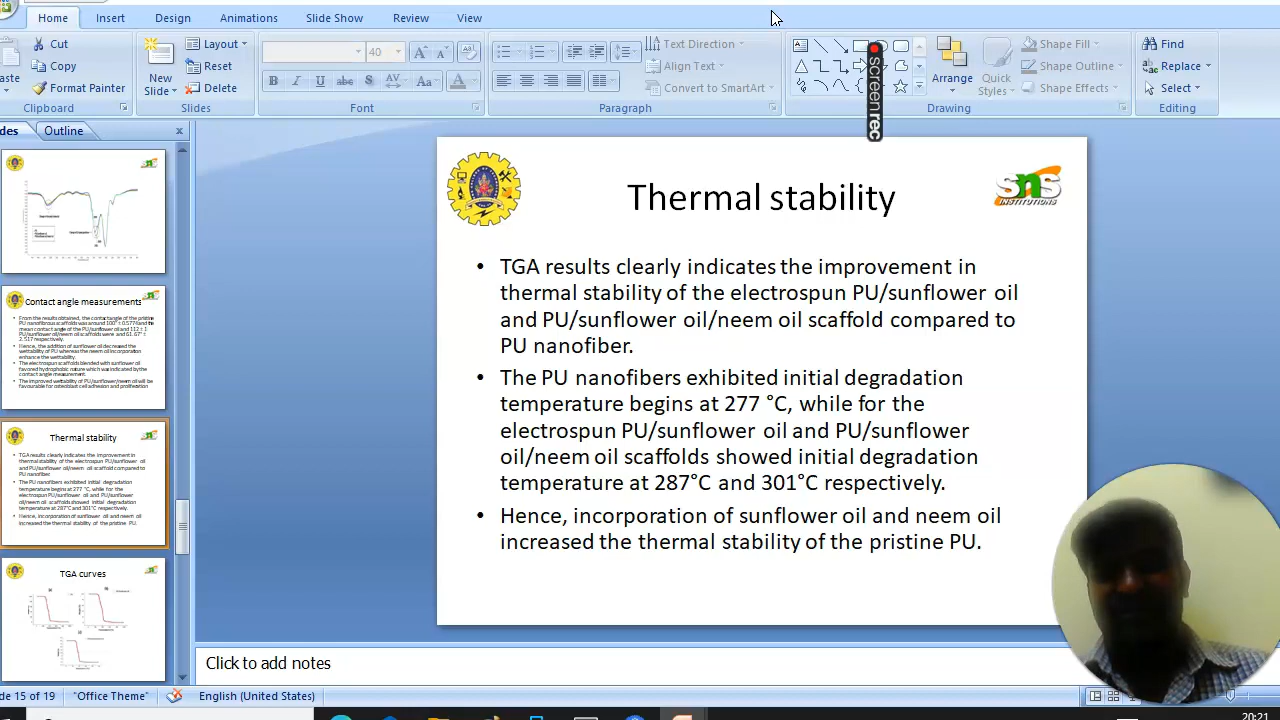 Home Insert Design Animations Slide Show Review View
Cut
Copy
Format Painter
Clipboard
New
Slide
Layout
Reset
Delete
Slides
40
Font
Text Direction
Align Text
Convert to SmartArt
Paragraph
Arrange
Quick
Styles
Shape Fill
Shape Outline
Shape Effects
Drawing
Find
Replace
Select
Editing
screenrec
Outline
Contact angle measurements
Thermal stability
TGA curves
Thermal stability
SNS
INSTITUTIONS
• TGA results clearly indicates the improvement in
thermal stability of the electrospun PU/sunflower oil
and PU/sunflower oil/neem oil scaffold compared to
PU nanofiber.
• The PU nanofibers exhibited initial degradation
temperature begins at 277 °C, while for the
electrospun PU/sunflower oil and PU/sunflower
oil/neem oil scaffolds showed initial degradation
temperature at 287°C and 301°C respectively.
• Hence, incorporation of sunflower oil and neem oil
increased the thermal stability of the pristine PU.
Click to add notes
de 15 of 19 "Office Theme" English (United States)
20:21